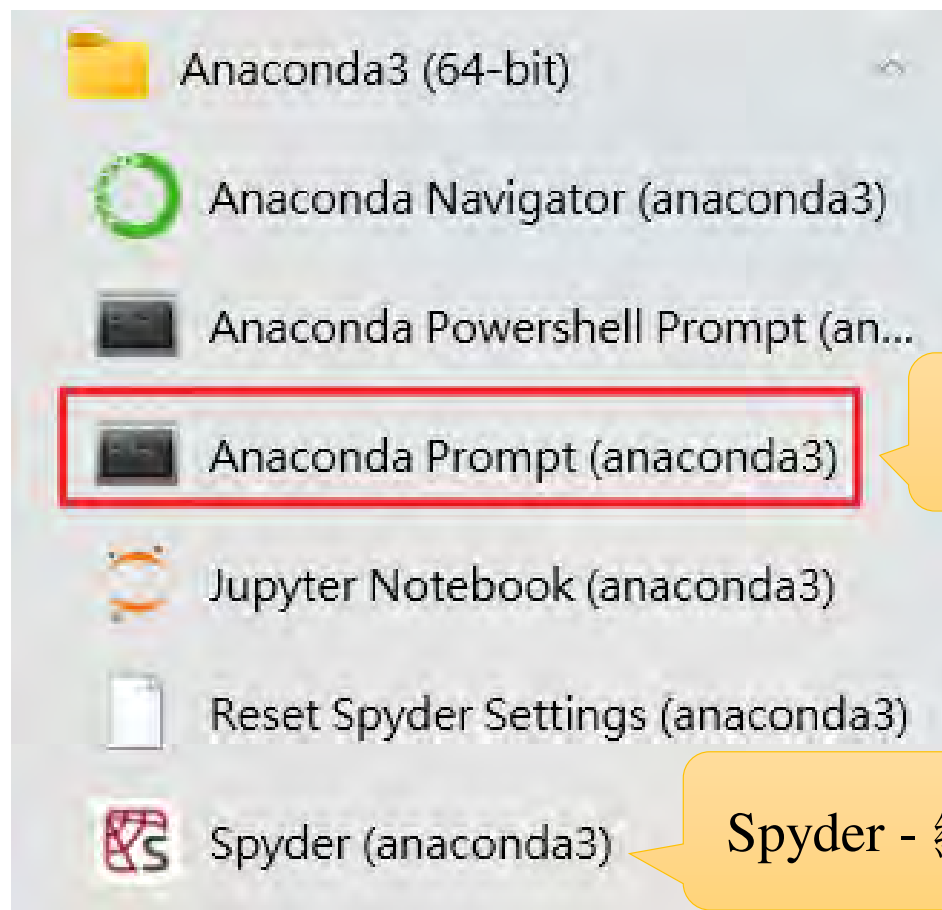 Anaconda3 (64-bit)
Anaconda Navigator (anaconda3)
Anaconda Powershell Prompt (an...
Anaconda Prompt (anaconda3)
Jupyter Notebook (anaconda3)
Reset Spyder Settings (anaconda3)
Spyder (anaconda3)
Spyder -